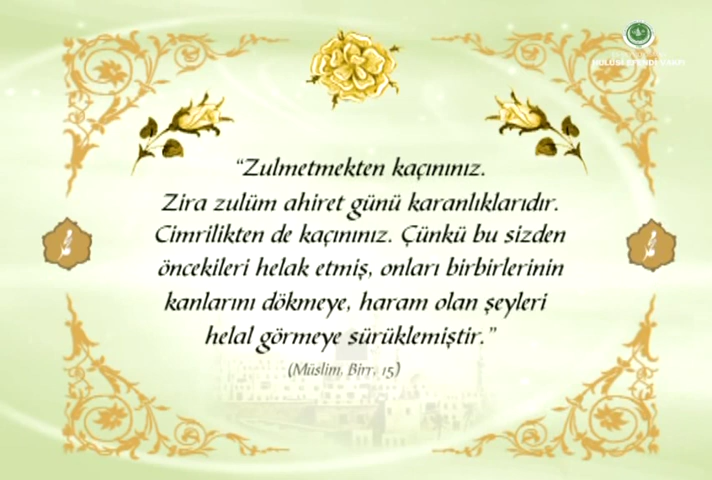 HULUSİ EFENDİ VAKFI
“Zulmetmekten kaçınınız.
Zira zulüm ahiret günü karanlıklarıdır.
Cimrilikten de kaçınınız. Çünkü bu sizden
öncekileri helak etmiş, onları birbirlerinin
kanlarını dökmeye, haram olan şeyleri
helal görmeye sürüklemiştir.”
(Müslim, Birr, 15)